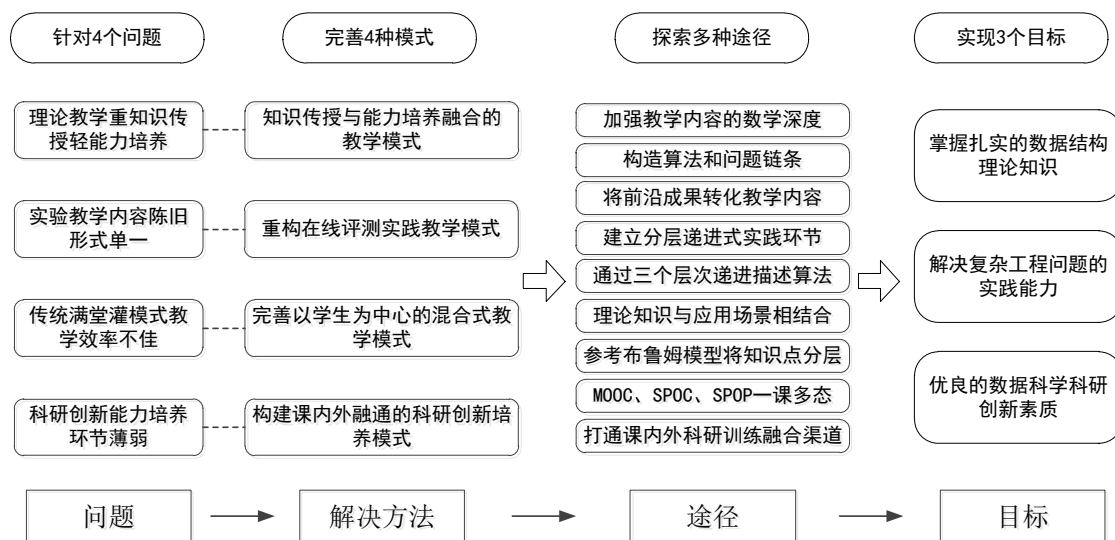 针对4个问题
完善4种模式
探索多种途径
实现3个目标
理论教学重知识传
授轻能力培养
实验教学内容陈旧
形式单一
传统满堂灌模式教
学效率不佳
科研创新能力培养
环节薄弱
知识传授与能力培养融合的
教学模式
重构在线评测实践教学模式
完善以学生为中心的混合式教
学模式
构建课内外融通的科研创新培
养模式
加强教学内容的数学深度
构造算法和问题链条
将前沿成果转化教学内容
建立分层递进式实践环节
通过三个层次递进描述算法
理论知识与应用场景相结合
参考布鲁姆模型将知识点分层
MOOC、SPOC、SPOP一课多态
打通课内外科研训练融合渠道
掌握扎实的数据结构
理论知识
解决复杂工程问题的
实践能力
优良的数据科学科研
创新素质
问题
解决方法
途径
目标